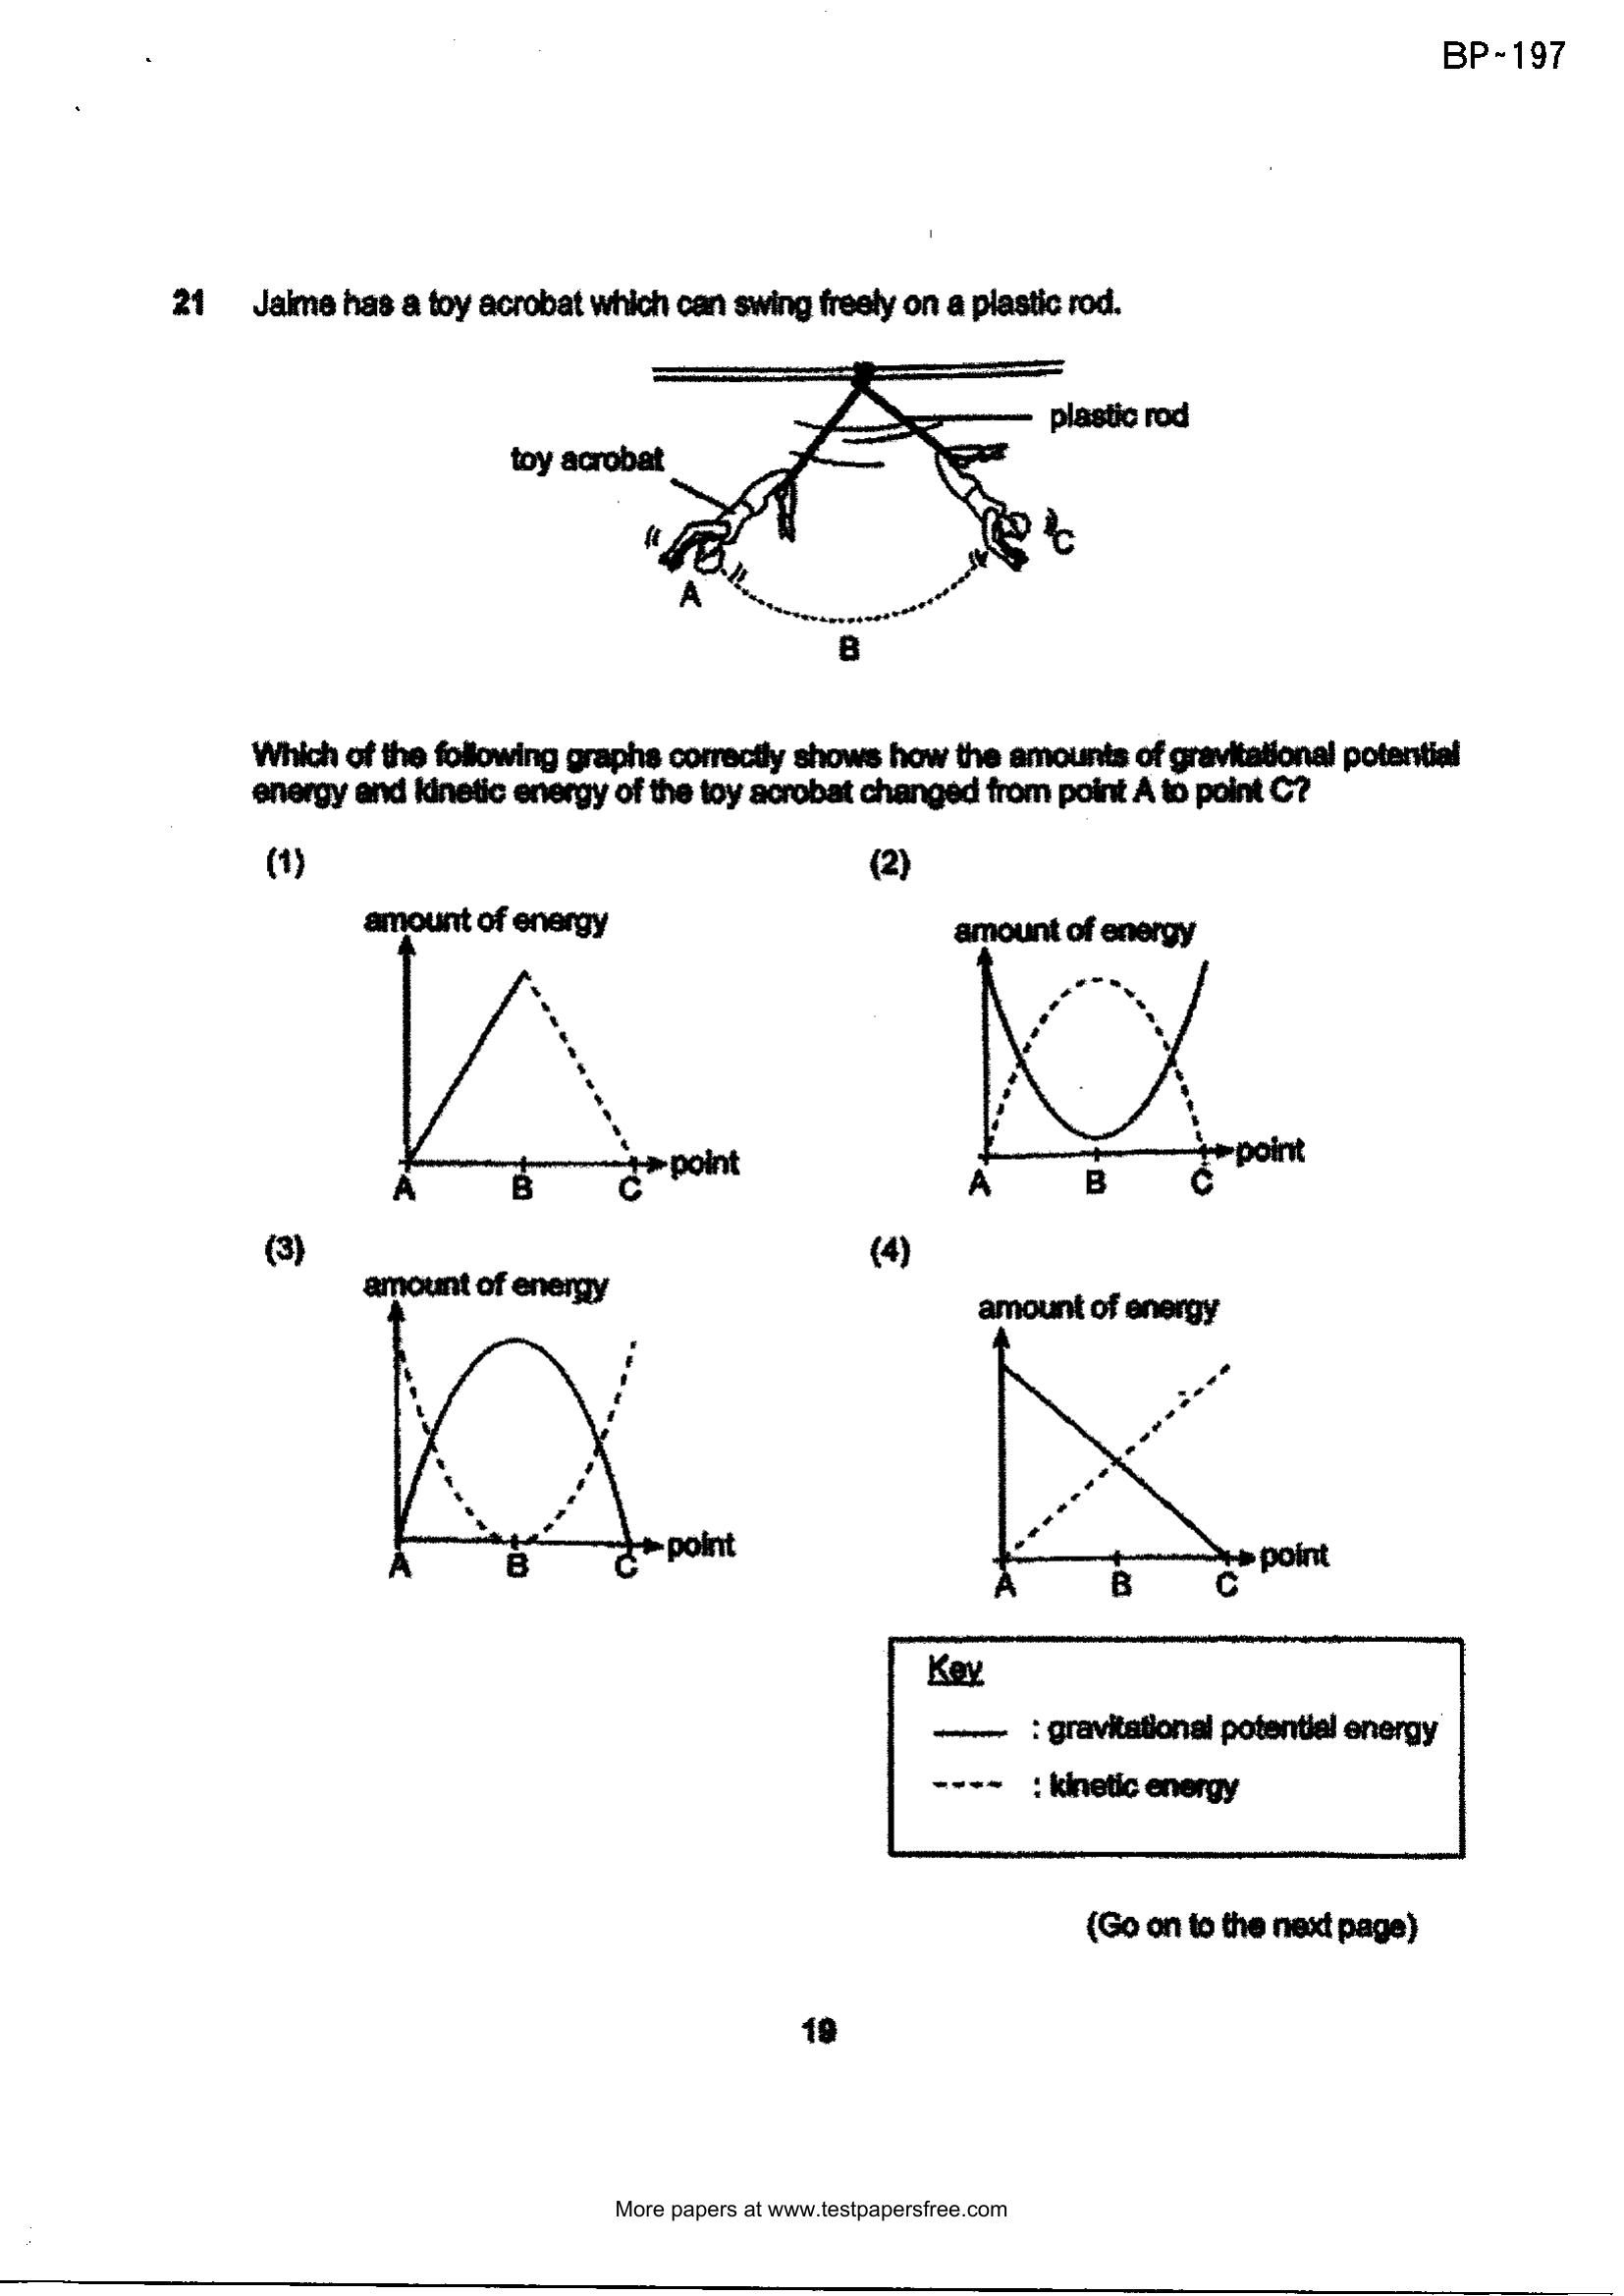 BP-197
21 Jaime has a toy acrobat which can swing freely on a plastic rod.
plastic rod
toy acrobat
C
A
B
Which of the following graphs correctly shows how the amounts of gravitational potential
energy and kinetic energy of the toy acrobat changed from point A to point C?
(1)
amount of energy
point
A B C
(2)
amount of energy
point
A B C
(3)
amount of energy
point
A B C
(4)
amount of energy
point
A B C
Key
: gravitational potential energy
: kinetic energy
(Go on to the next page)
19
More papers at www.testpapersfree.com